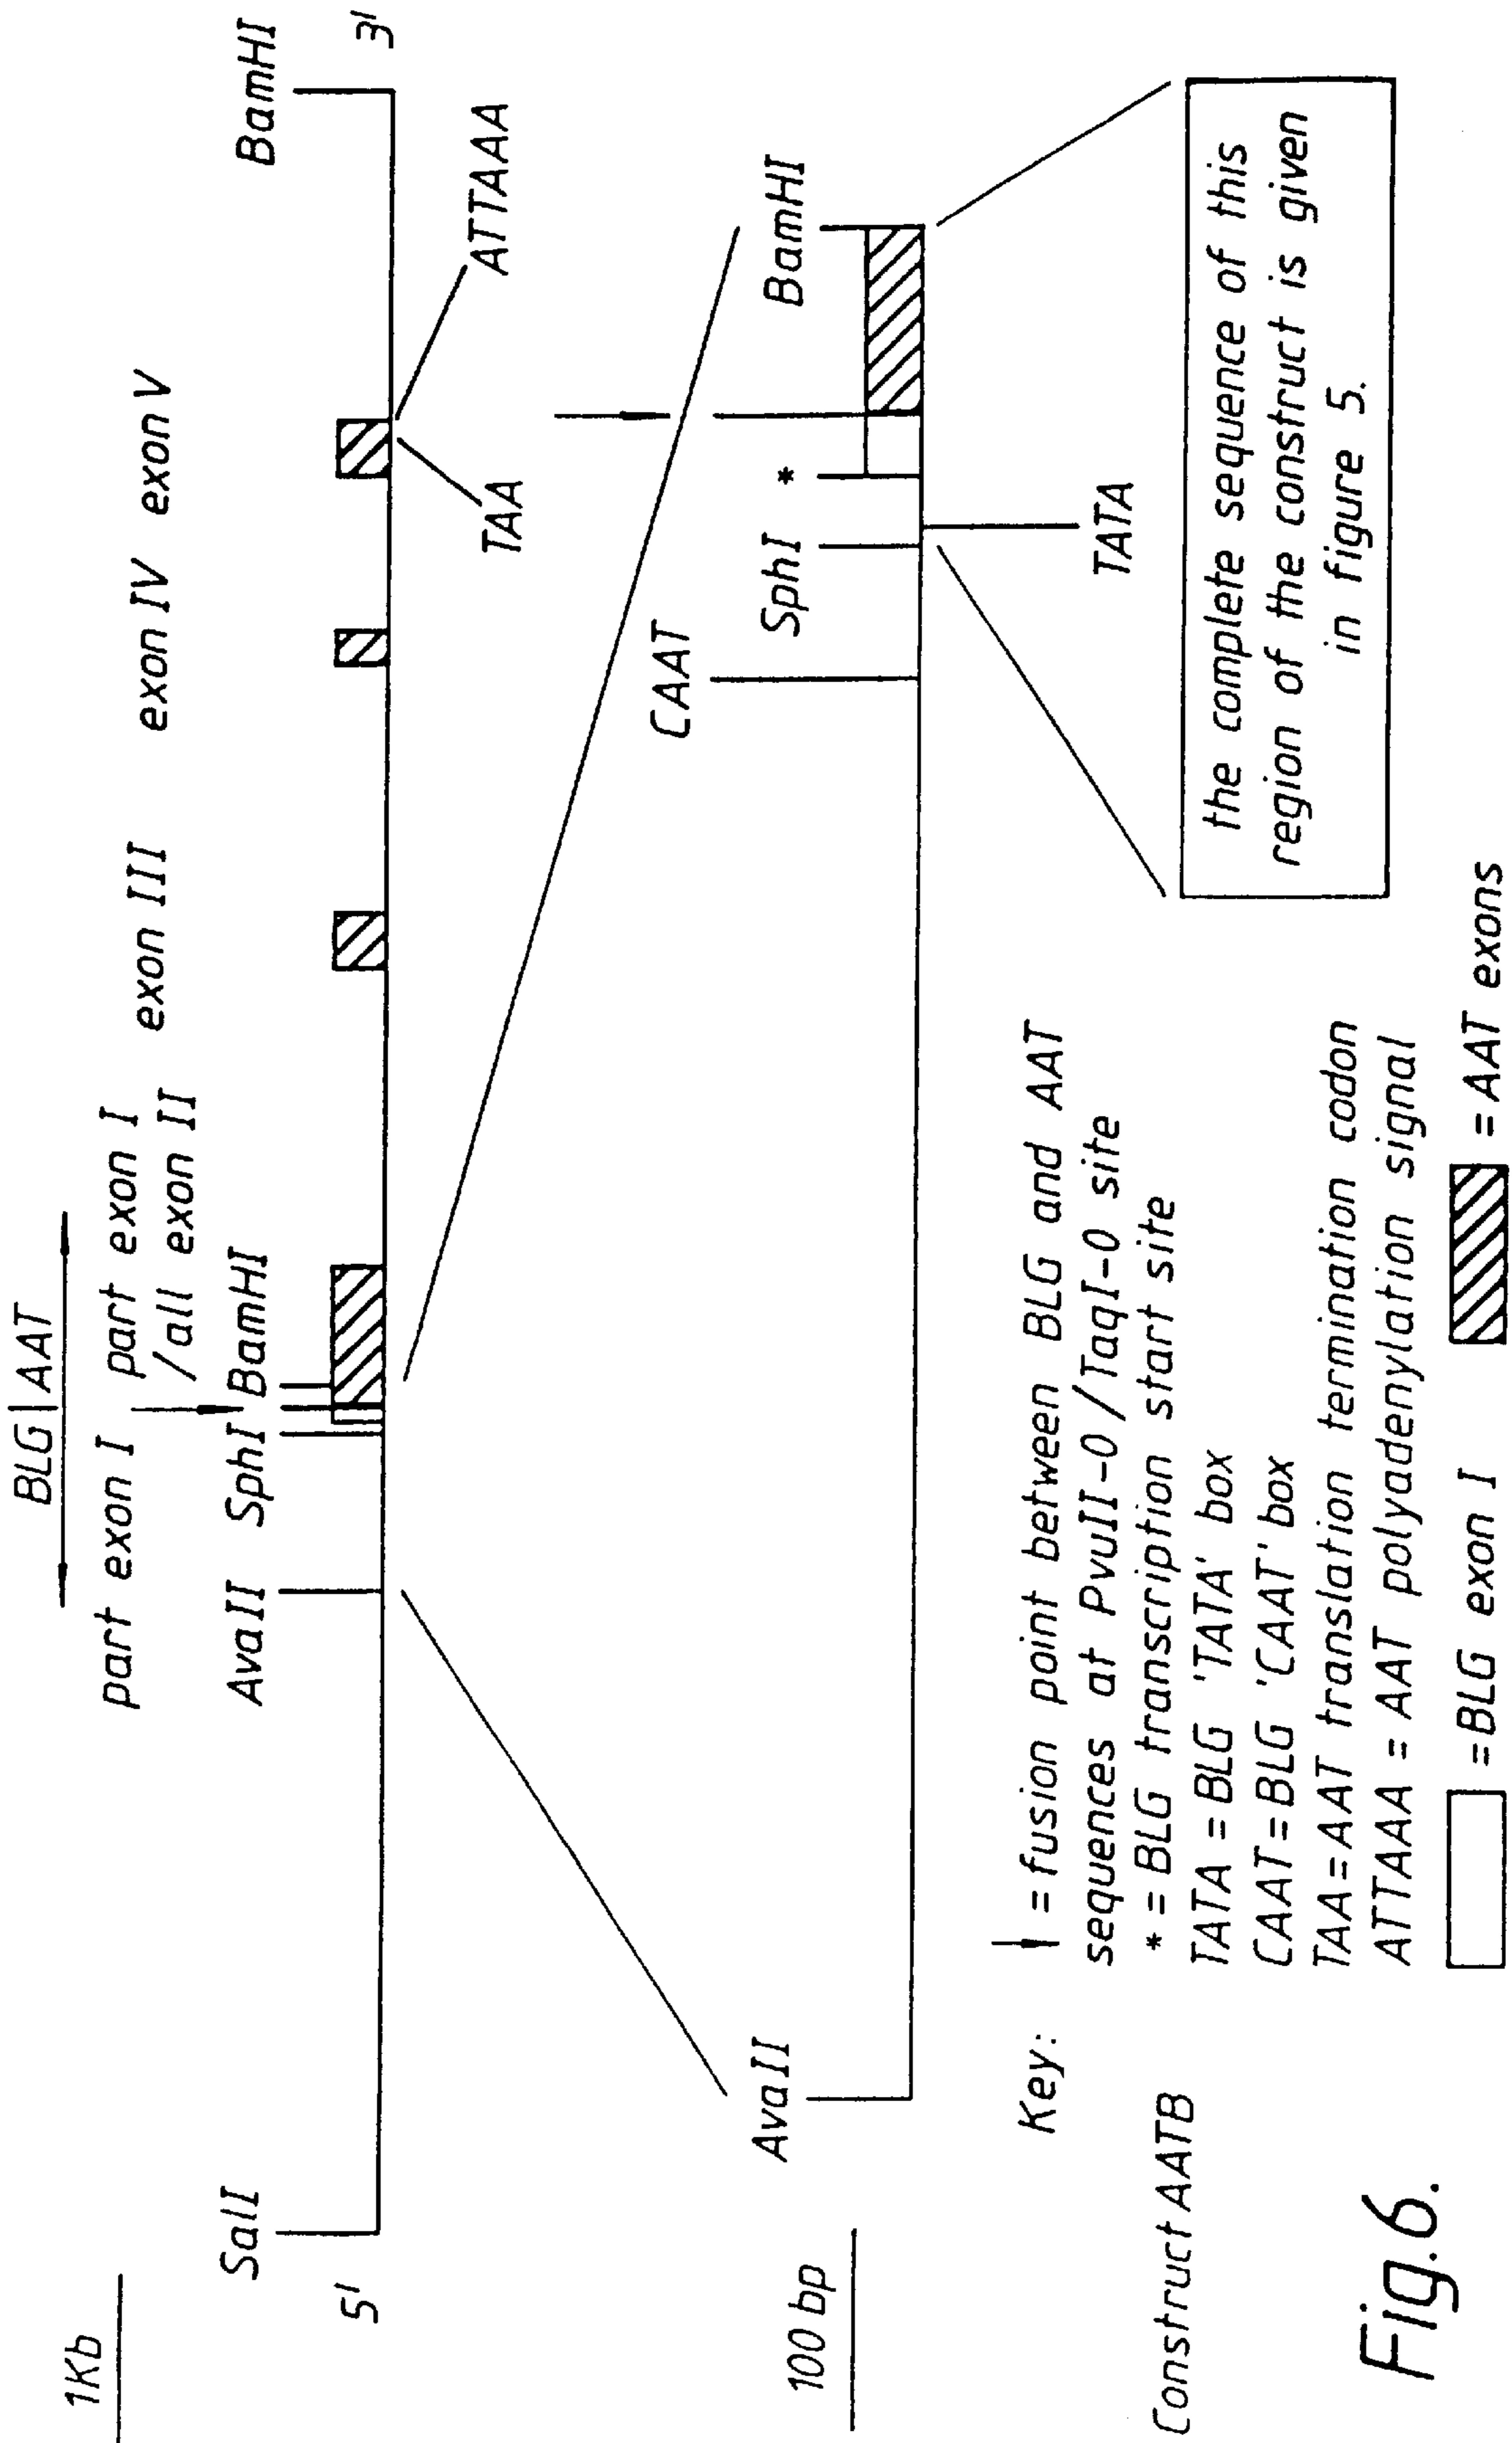 1Kb
BLG | AAT
part exon I
part exon I
/all exon II
exon III
exon IV
exon V
SalI
AvaII
SphI
BamHI
BamHI
5'
3'
TAA
ATTAAA
100 bp
AvaII
CAAT
SphI
*
BamHI
TATA
the complete sequence of this
region of the construct is given
in figure 5.
Key:
= fusion point between BLG and AAT
sequences at PvuII-0/TaqI-0 site
* = BLG transcription start site
TATA = BLG 'TATA' box
CAAT = BLG 'CAAT' box
TAA = AAT translation termination codon
ATTAAA = AAT polyadenylation signal
= BLG exon I
= AAT exons
Construct AATB
Fig.6.